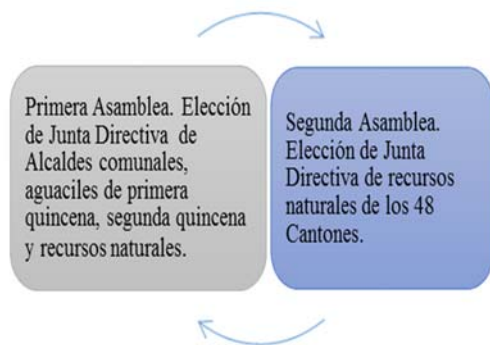 Primera Asamblea. Elección
de Junta Directiva de
Alcaldes comunales,
aguaciles de primera
quincena, segunda quincena
y recursos naturales.
Segunda Asamblea.
Elección de Junta
Directiva de recursos
naturales de los 48
Cantones.